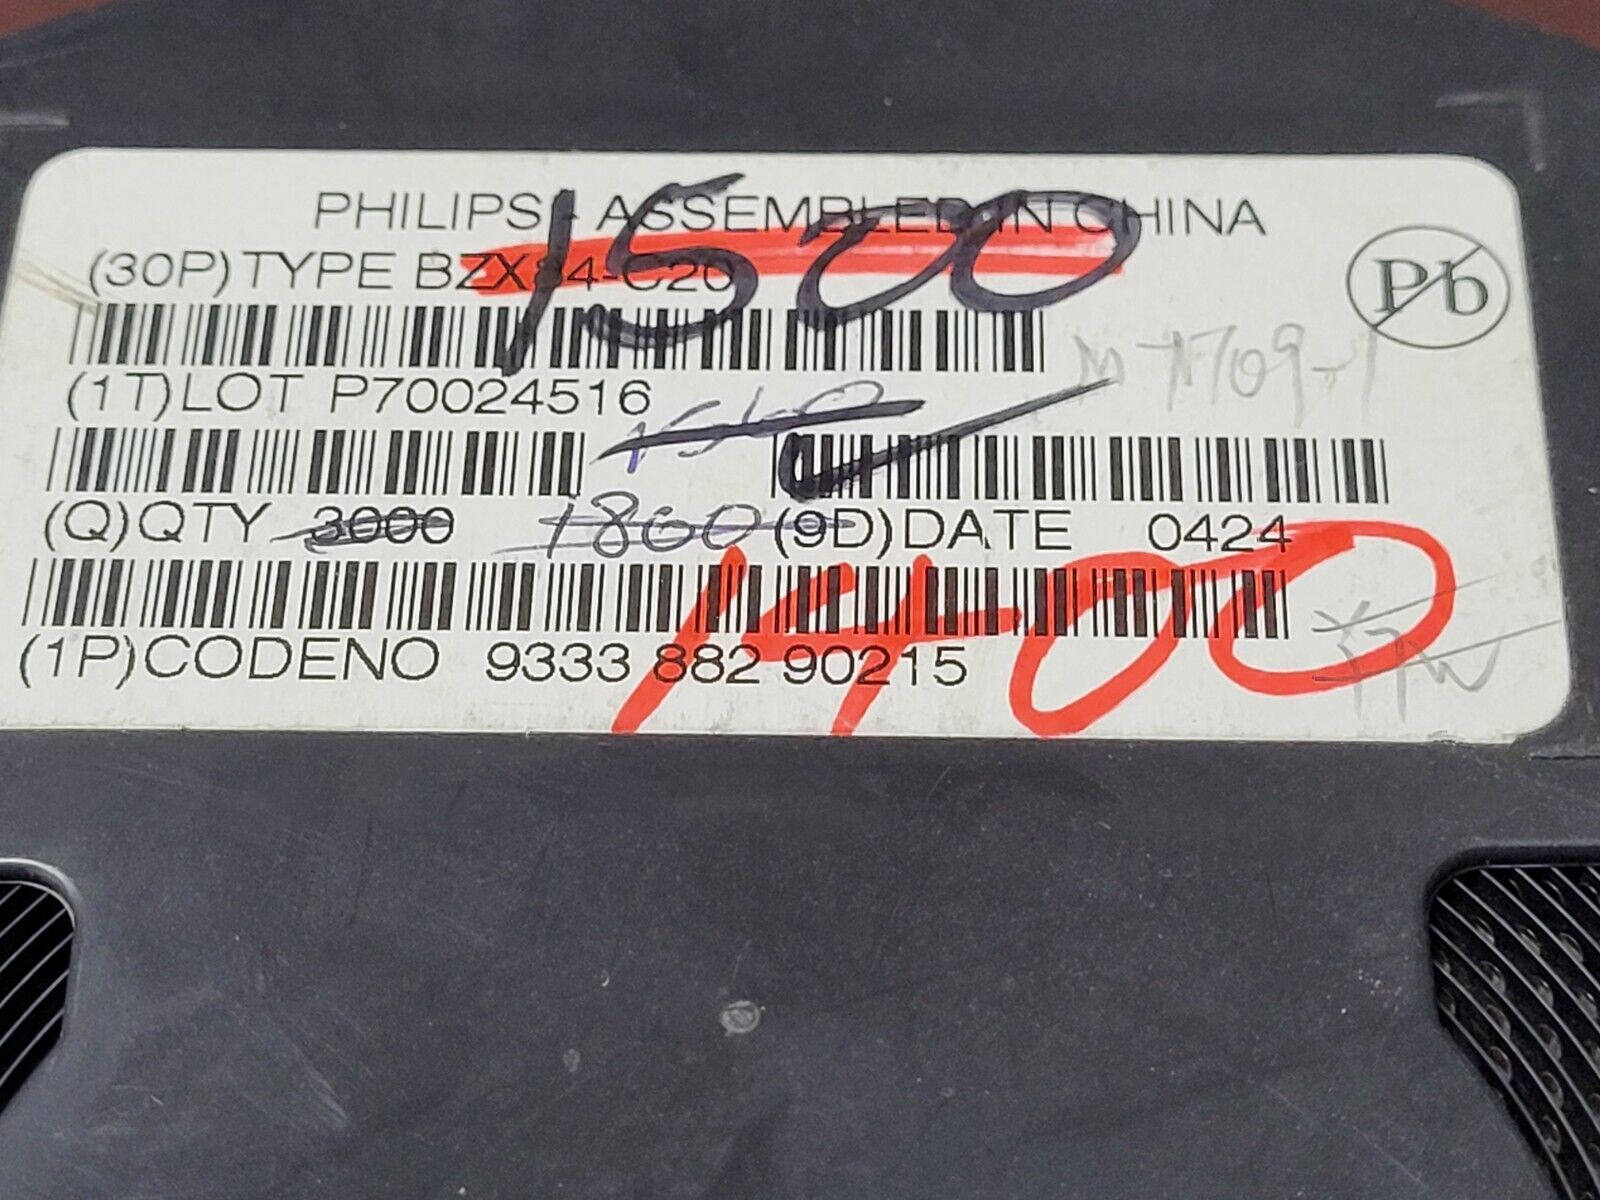 PHILIPS - ASSEMBLED IN CHINA
1500
(30P)TYPE BZX84-C20
Pb
(1T)LOT P70024516
(Q)QTY 3000 1800 (9D)DATE 0424
1400
(1P)CODENO 9333 882 90215